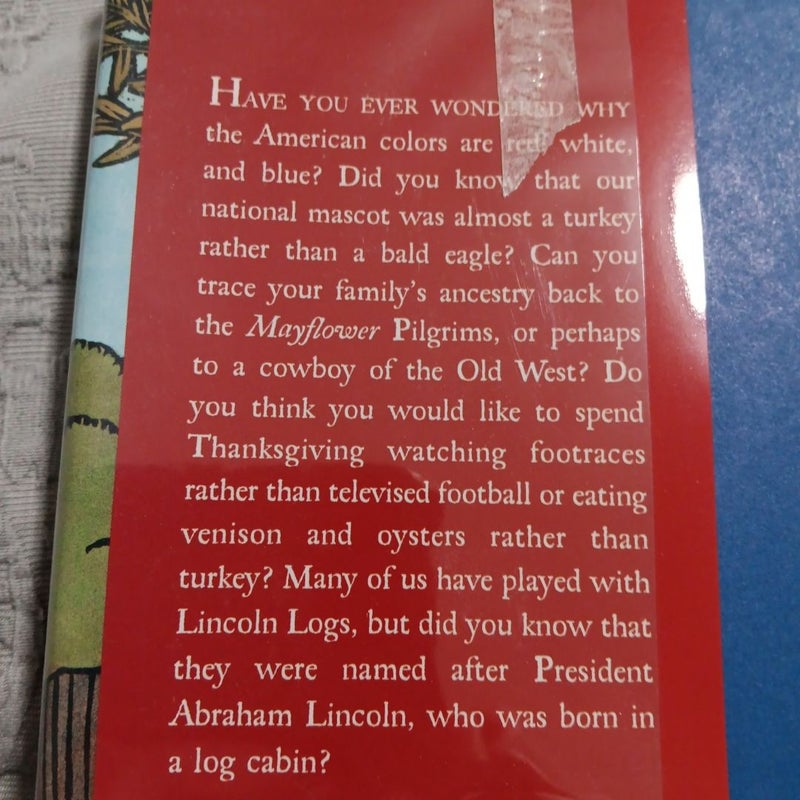 HAVE YOU EVER WONDERED WHY
the American colors are red, white,
and blue? Did you know that our
national mascot was almost a turkey
rather than a bald eagle? Can you
trace your family's ancestry back to
the Mayflower Pilgrims, or perhaps
to a cowboy of the Old West? Do
you think you would like to spend
Thanksgiving watching footraces
rather than televised football or eating
venison and oysters rather than
turkey? Many of us have played with
Lincoln Logs, but did you know that
they were named after President
Abraham Lincoln, who was born in
a log cabin?